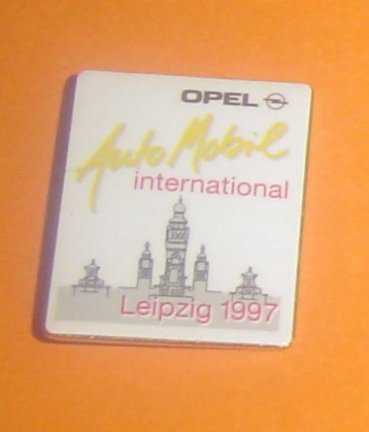 OPEL
Auto Mobil
international
Leipzig 1997